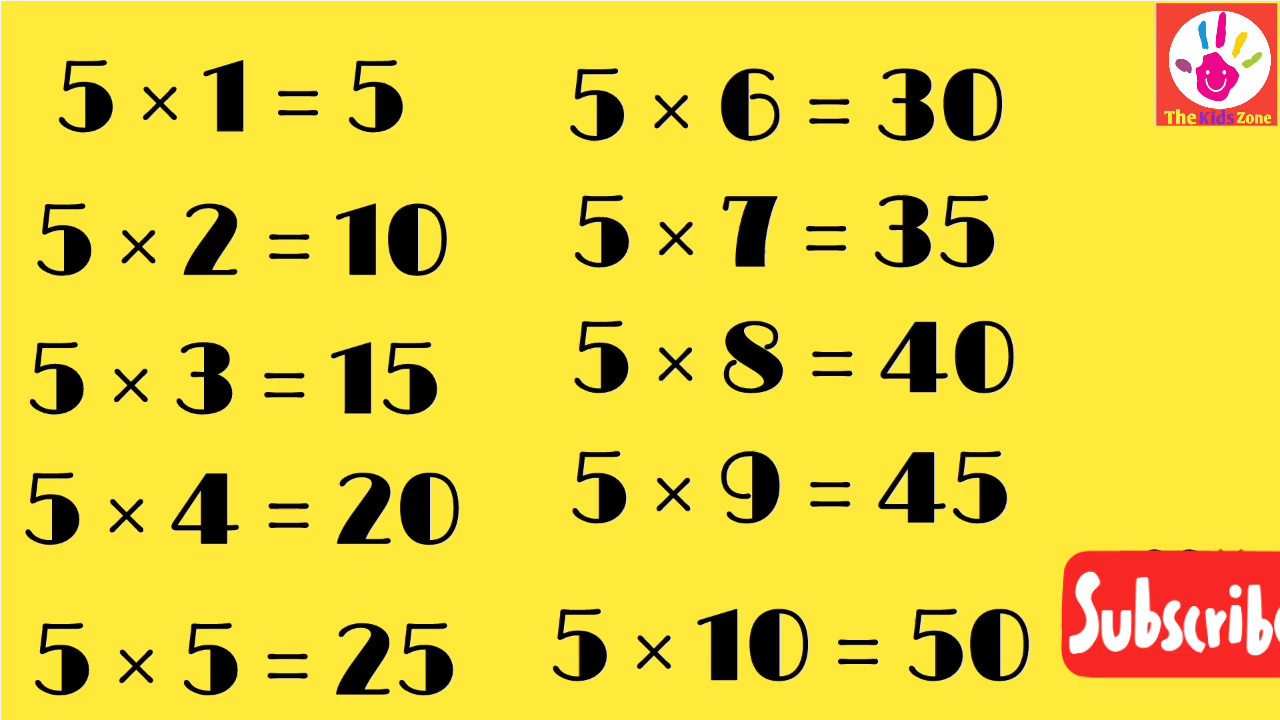 5 × 1 = 5
5 × 2 = 10
5 × 3 = 15
5 × 4 = 20
5 × 5 = 25
5 × 6 = 30
5 × 7 = 35
5 × 8 = 40
5 × 9 = 45
5 × 10 = 50
The Kids Zone
Subscribe